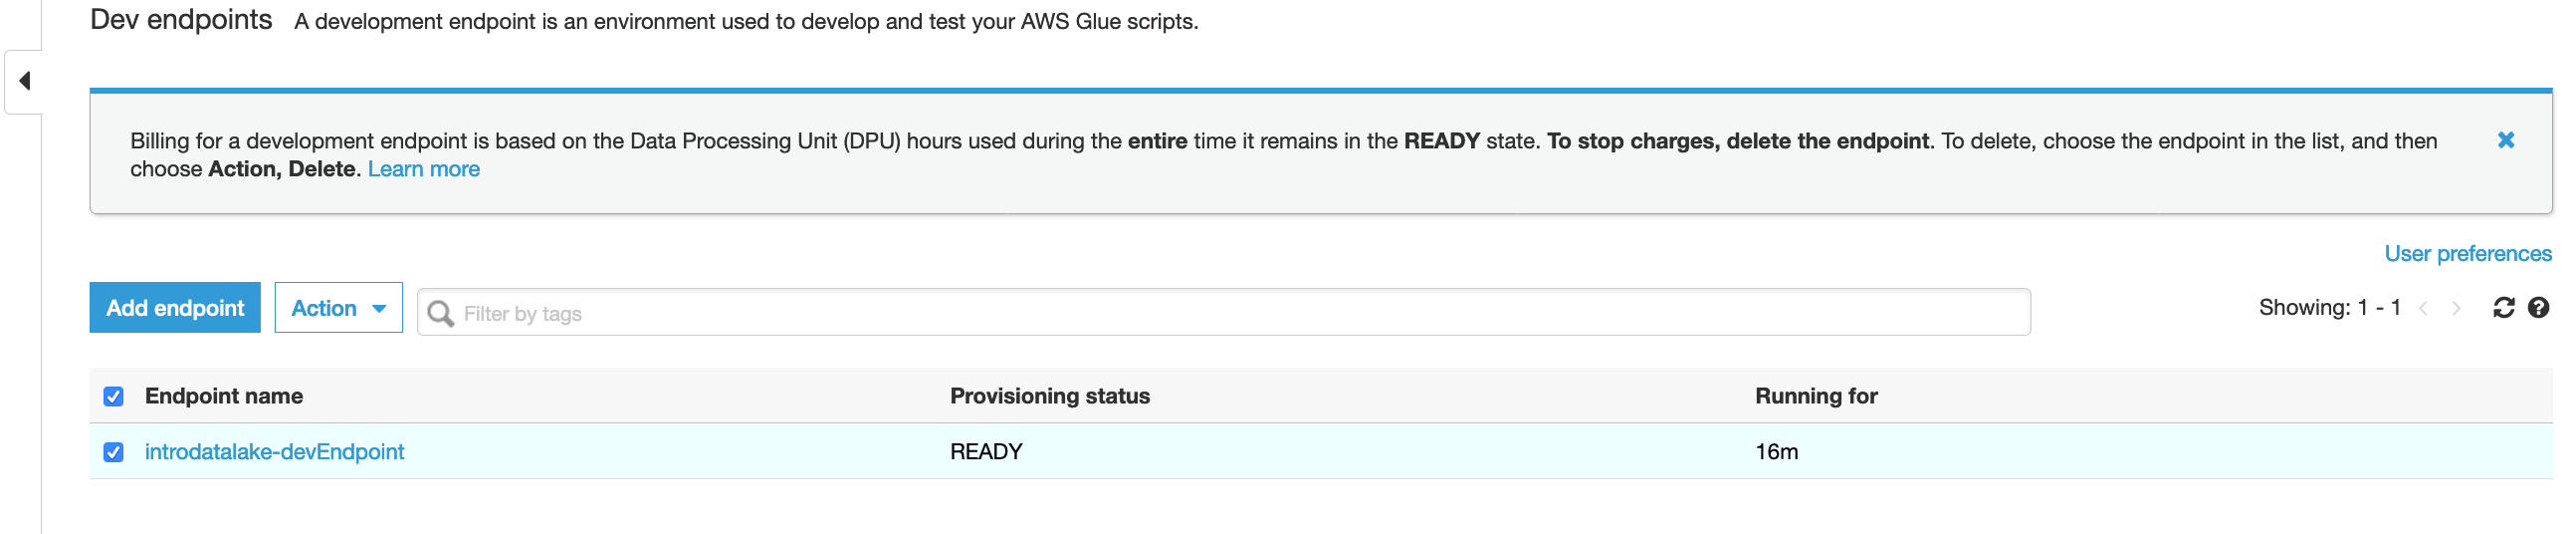 Dev endpoints A development endpoint is an environment used to develop and test your AWS Glue scripts.
Billing for a development endpoint is based on the Data Processing Unit (DPU) hours used during the entire time it remains in the READY state. To stop charges, delete the endpoint. To delete, choose the endpoint in the list, and then
choose Action, Delete. Learn more
User preferences
Add endpoint Action Filter by tags Showing: 1 - 1
Endpoint name Provisioning status Running for
introdatalake-devEndpoint READY 16m